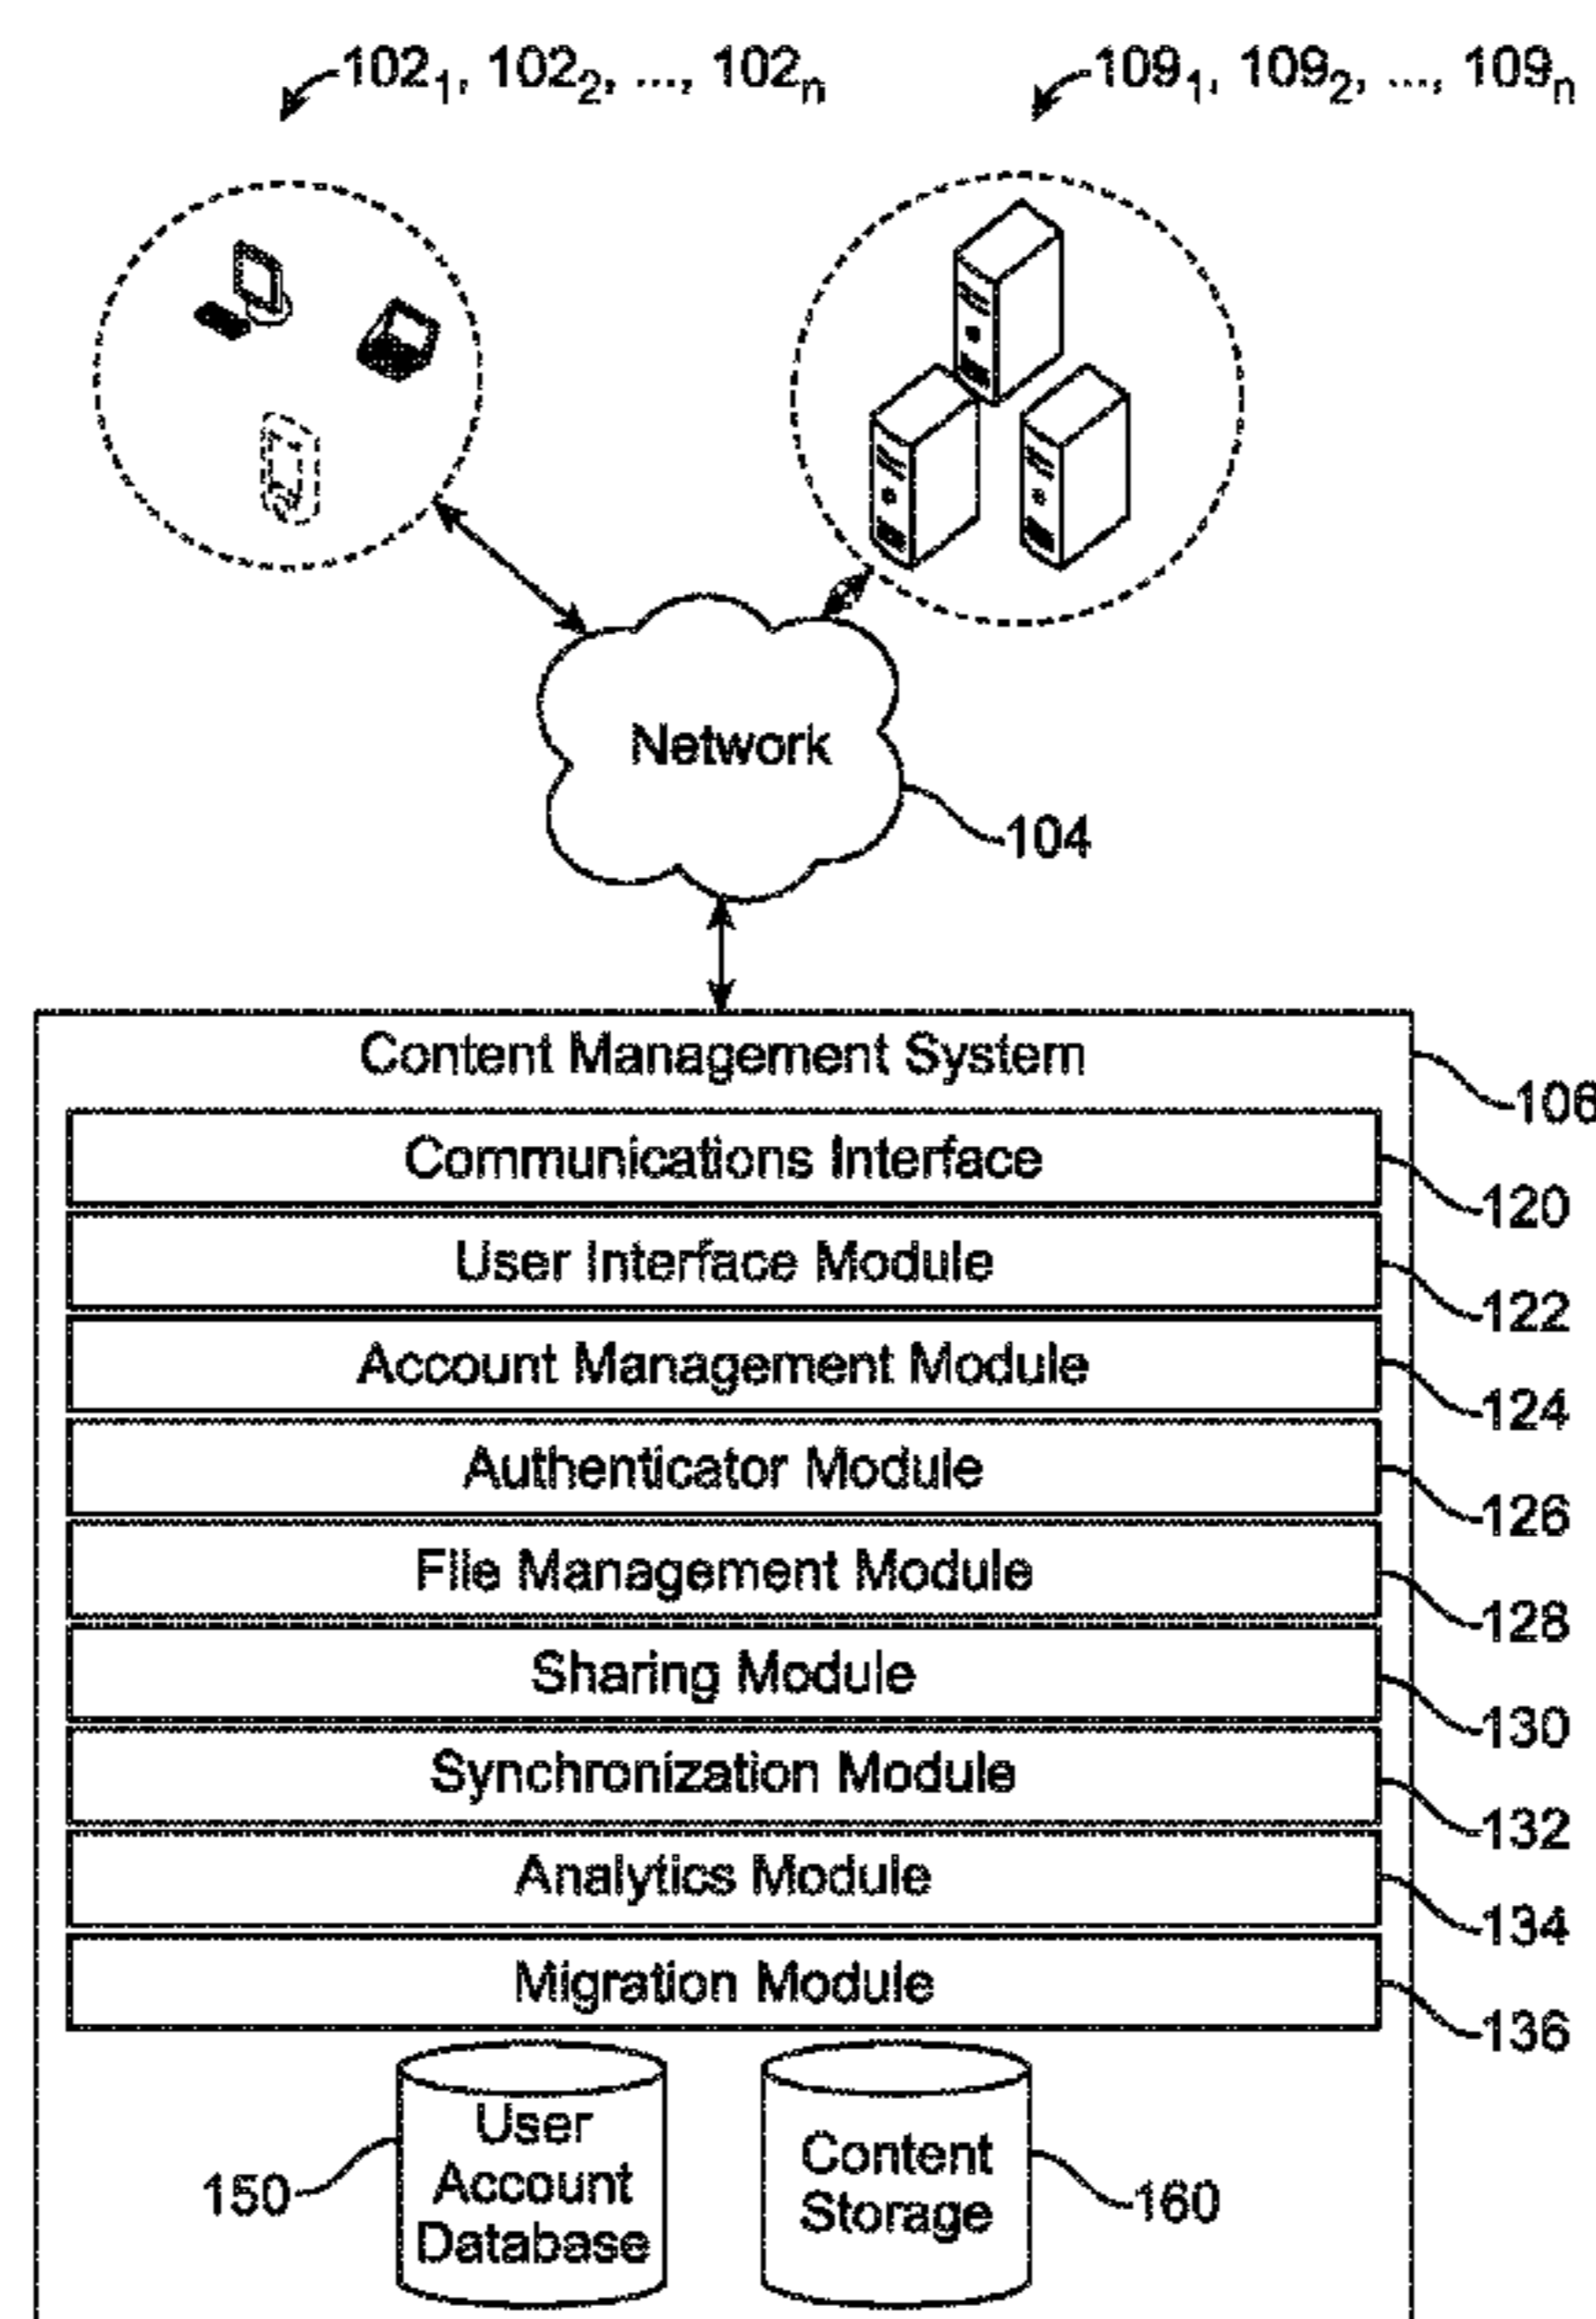 102₁, 102₂, ..., 102ₙ
109₁, 109₂, ..., 109ₙ
Network
104
Content Management System
106
Communications Interface
120
User Interface Module
122
Account Management Module
124
Authenticator Module
126
File Management Module
128
Sharing Module
130
Synchronization Module
132
Analytics Module
134
Migration Module
136
User
Account
Database
150
Content
Storage
160